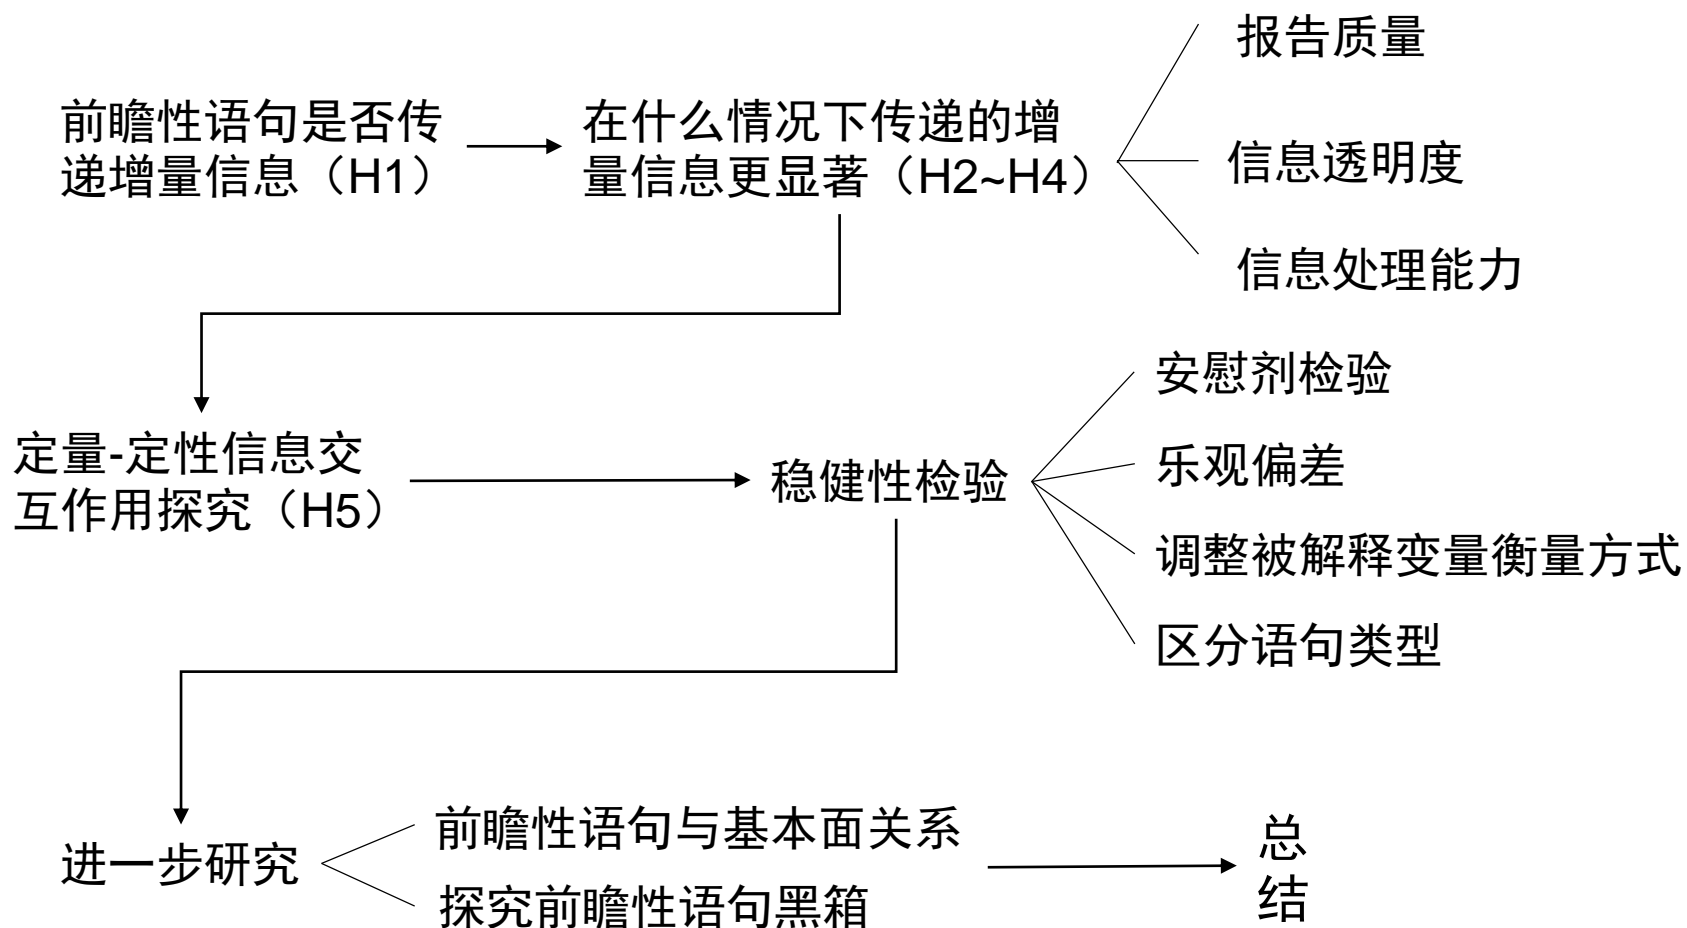 报告质量
前瞻性语句是否传
递增量信息（H1）
在什么情况下传递的增
量信息更显著（H2~H4）
信息透明度
信息处理能力
定量-定性信息交
互作用探究（H5）
稳健性检验
安慰剂检验
乐观偏差
调整被解释变量衡量方式
区分语句类型
进一步研究
前瞻性语句与基本面关系
探究前瞻性语句黑箱
总
结